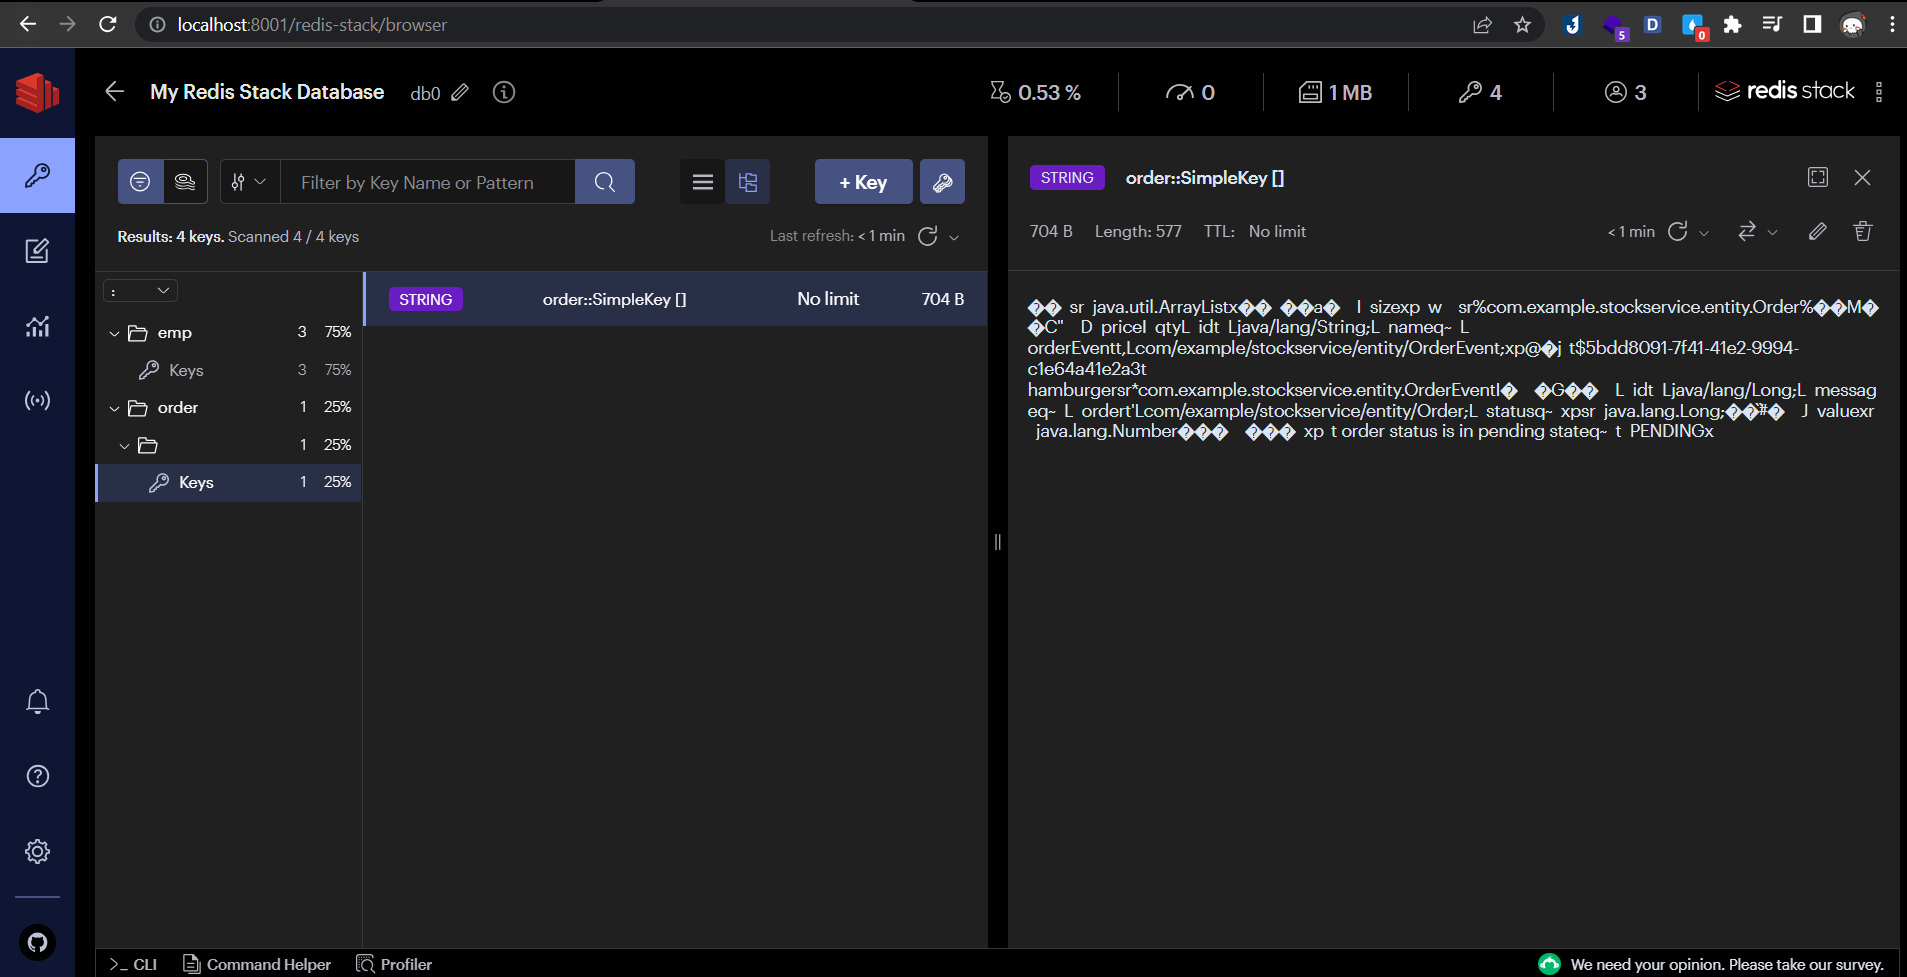 localhost:8001/redis-stack/browser
5
D
0
My Redis Stack Database db0
0.53 %
0
1 MB
4
3
redis stack
Filter by Key Name or Pattern
+ Key
Results: 4 keys. Scanned 4 / 4 keys
Last refresh: < 1 min
:
emp 3 75%
Keys 3 75%
order 1 25%
1 25%
Keys 1 25%
STRING order::SimpleKey [] No limit 704 B
STRING order::SimpleKey []
704 B Length: 577 TTL: No limit
< 1 min
�� sr java.util.ArrayListx�� ��a� I sizexp w sr%com.example.stockservice.entity.Order%��M�
�C" D priceI qtyL idt Ljava/lang/String;L nameq~ L
orderEventt,Lcom/example/stockservice/entity/OrderEvent;xp@�j t$5bdd8091-7f41-41e2-9994-
c1e64a41e2a3t
hamburgersr*com.example.stockservice.entity.OrderEventI� �G�� L idt Ljava/lang/Long;L messag
eq~ L ordert'Lcom/example/stockservice/entity/Order;L statusq~ xpsr java.lang.Long;��#� J valuexr
java.lang.Number��� ��� xp t order status is in pending stateq~ t PENDINGx
>_ CLI
Command Helper
Profiler
We need your opinion. Please take our survey.